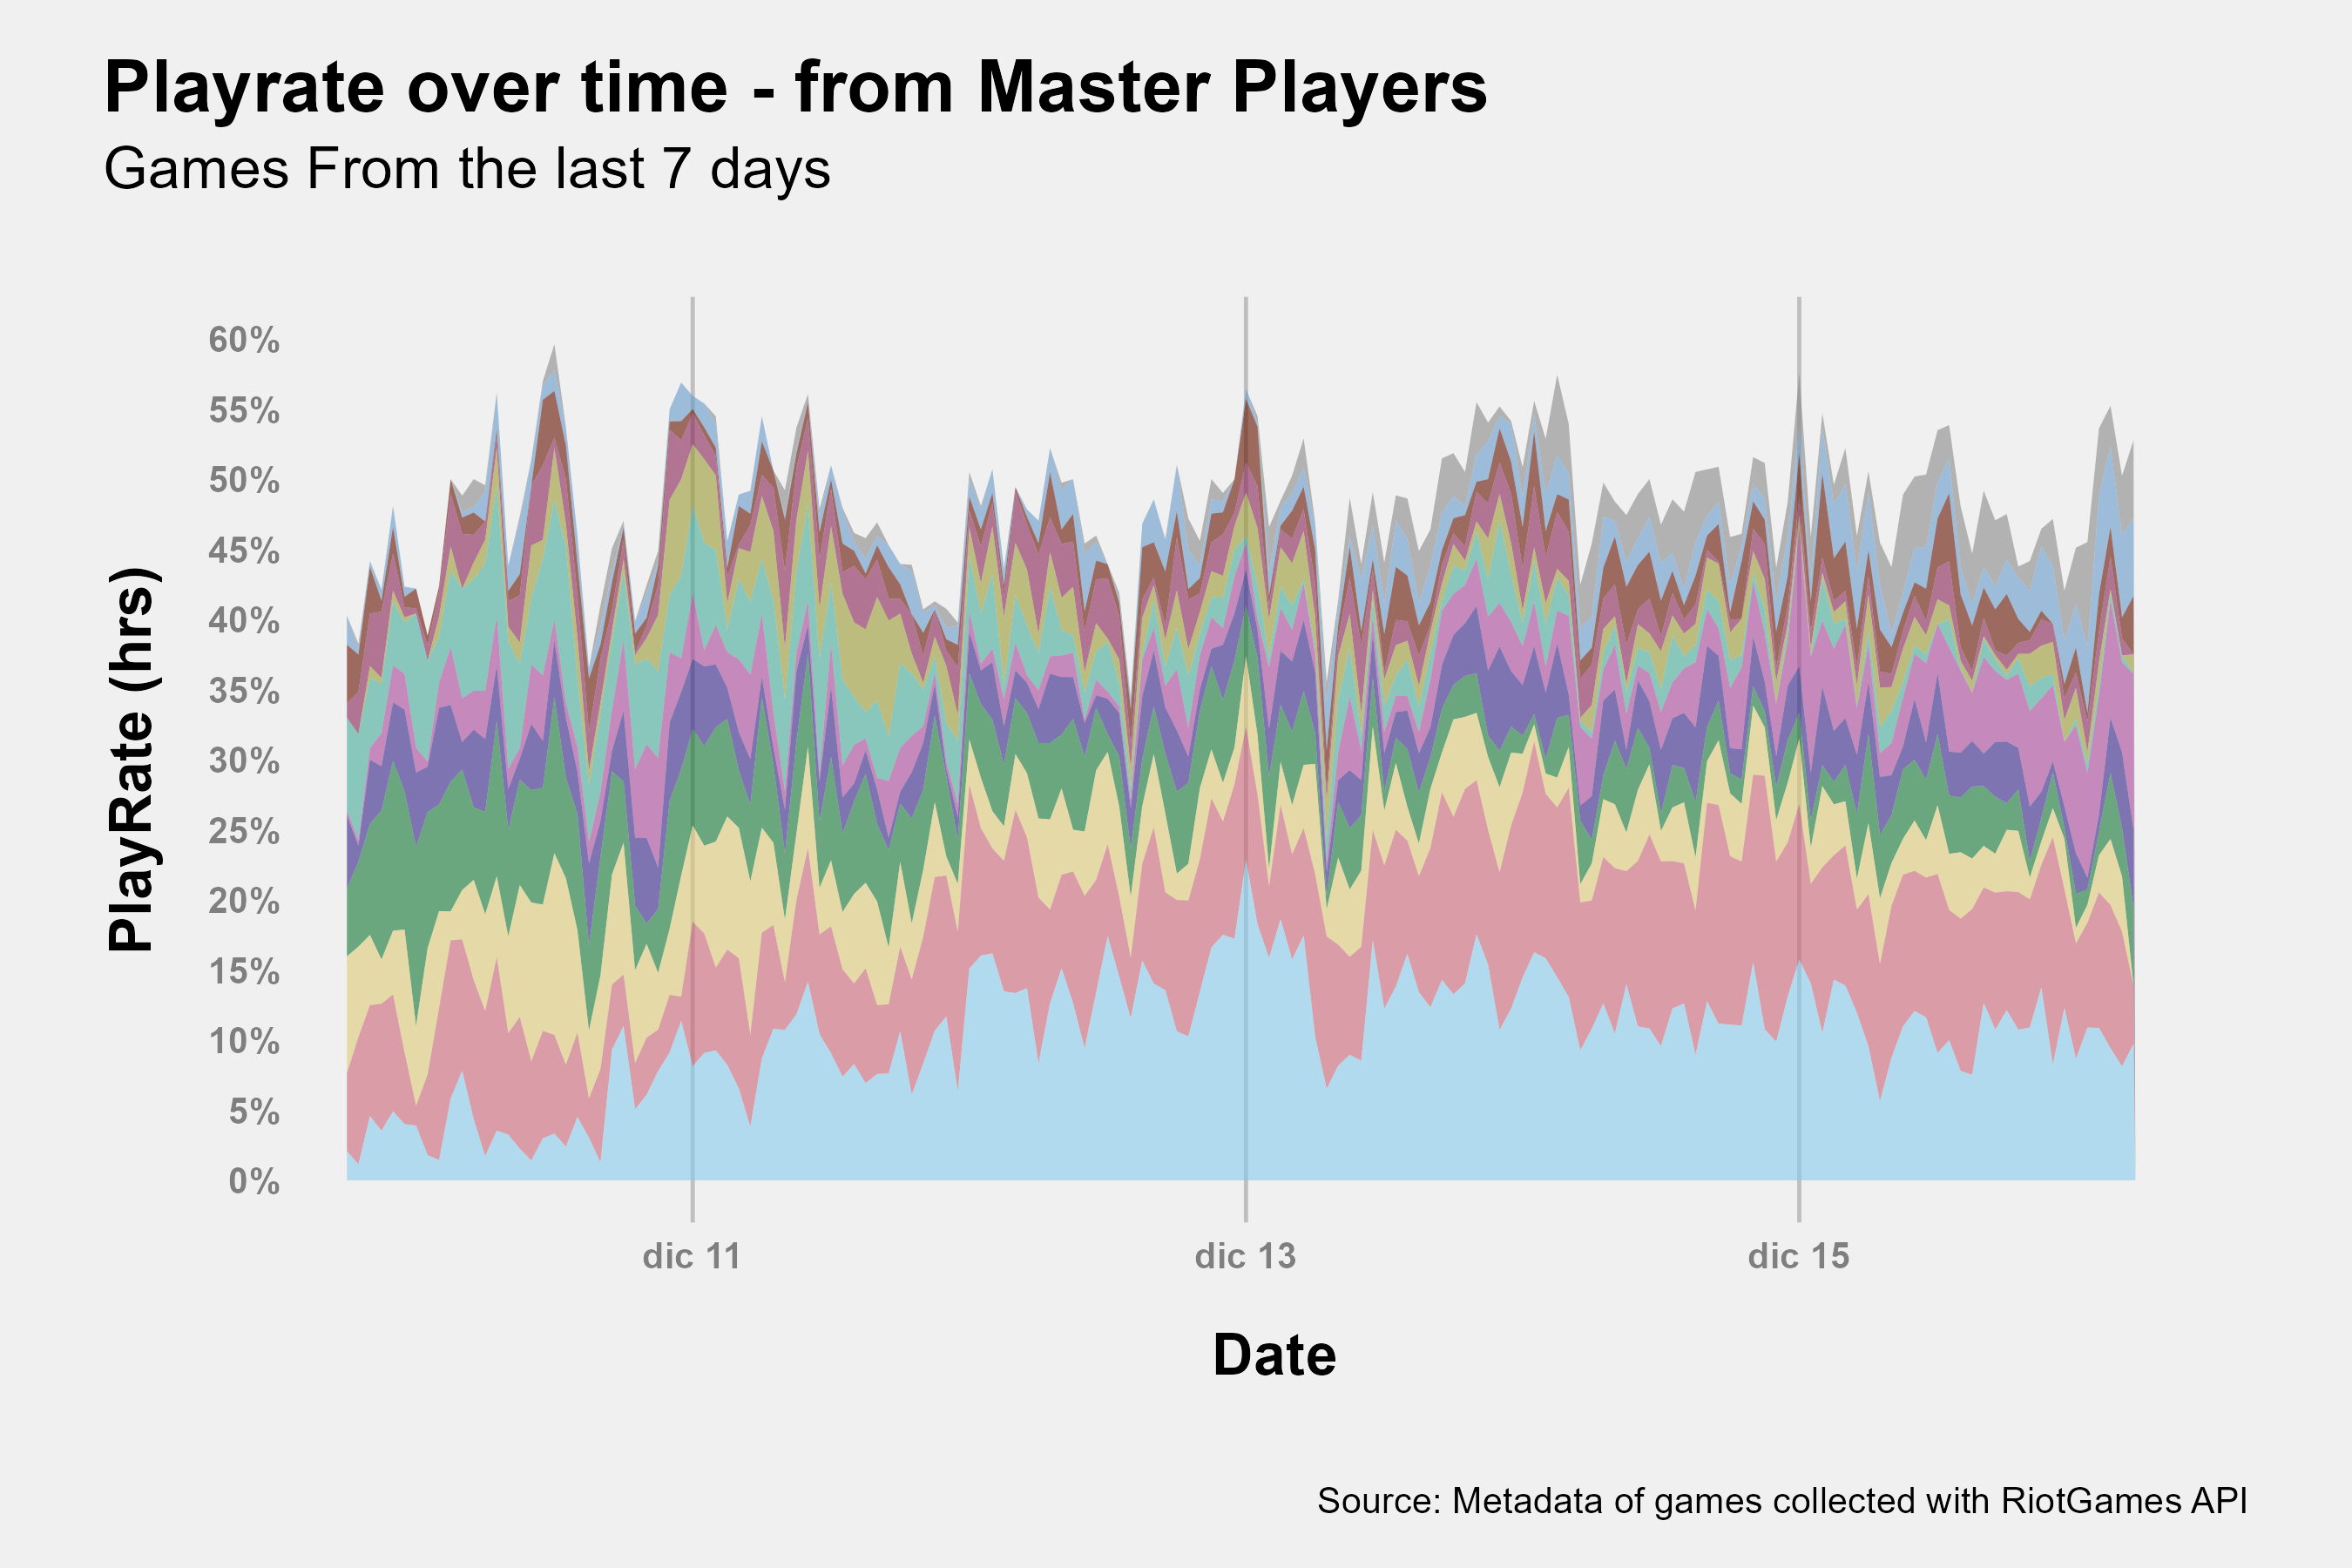 Playrate over time - from Master Players
Games From the last 7 days
PlayRate (hrs)
60%
55%
50%
45%
40%
35%
30%
25%
20%
15%
10%
5%
0%
dic 11
dic 13
dic 15
Date
Source: Metadata of games collected with RiotGames API